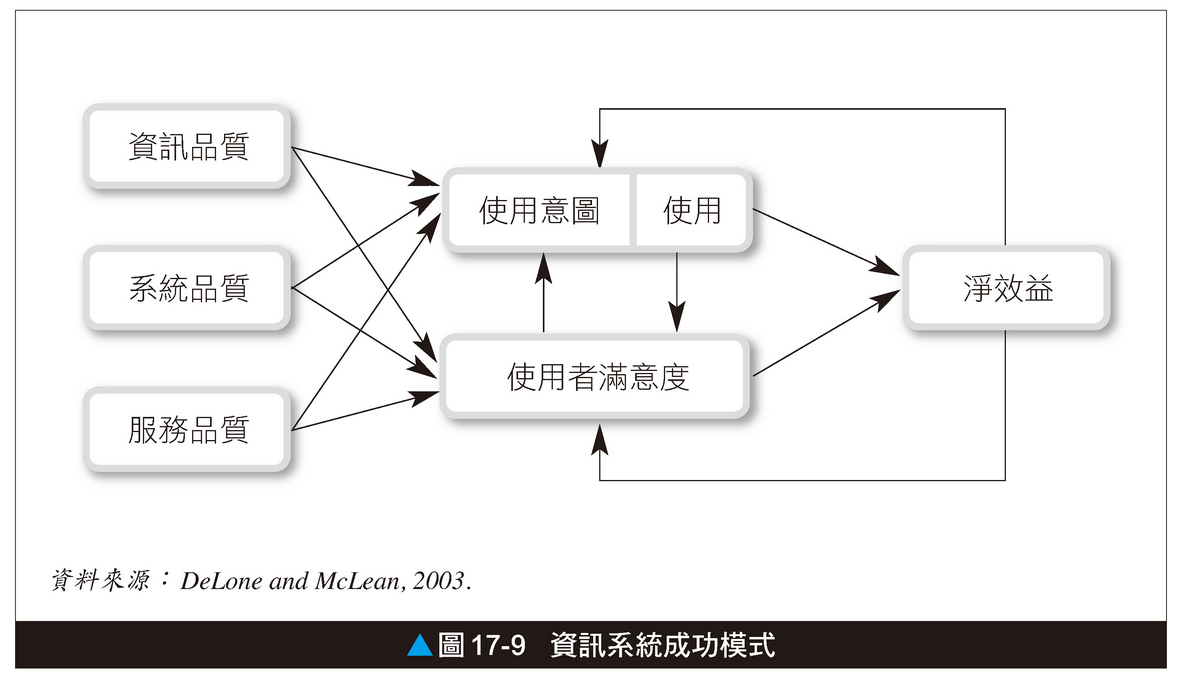 資訊品質
系統品質
服務品質
使用意圖
使用
使用者滿意度
淨效益
資料來源：DeLone and McLean, 2003.
▲圖 17-9 資訊系統成功模式